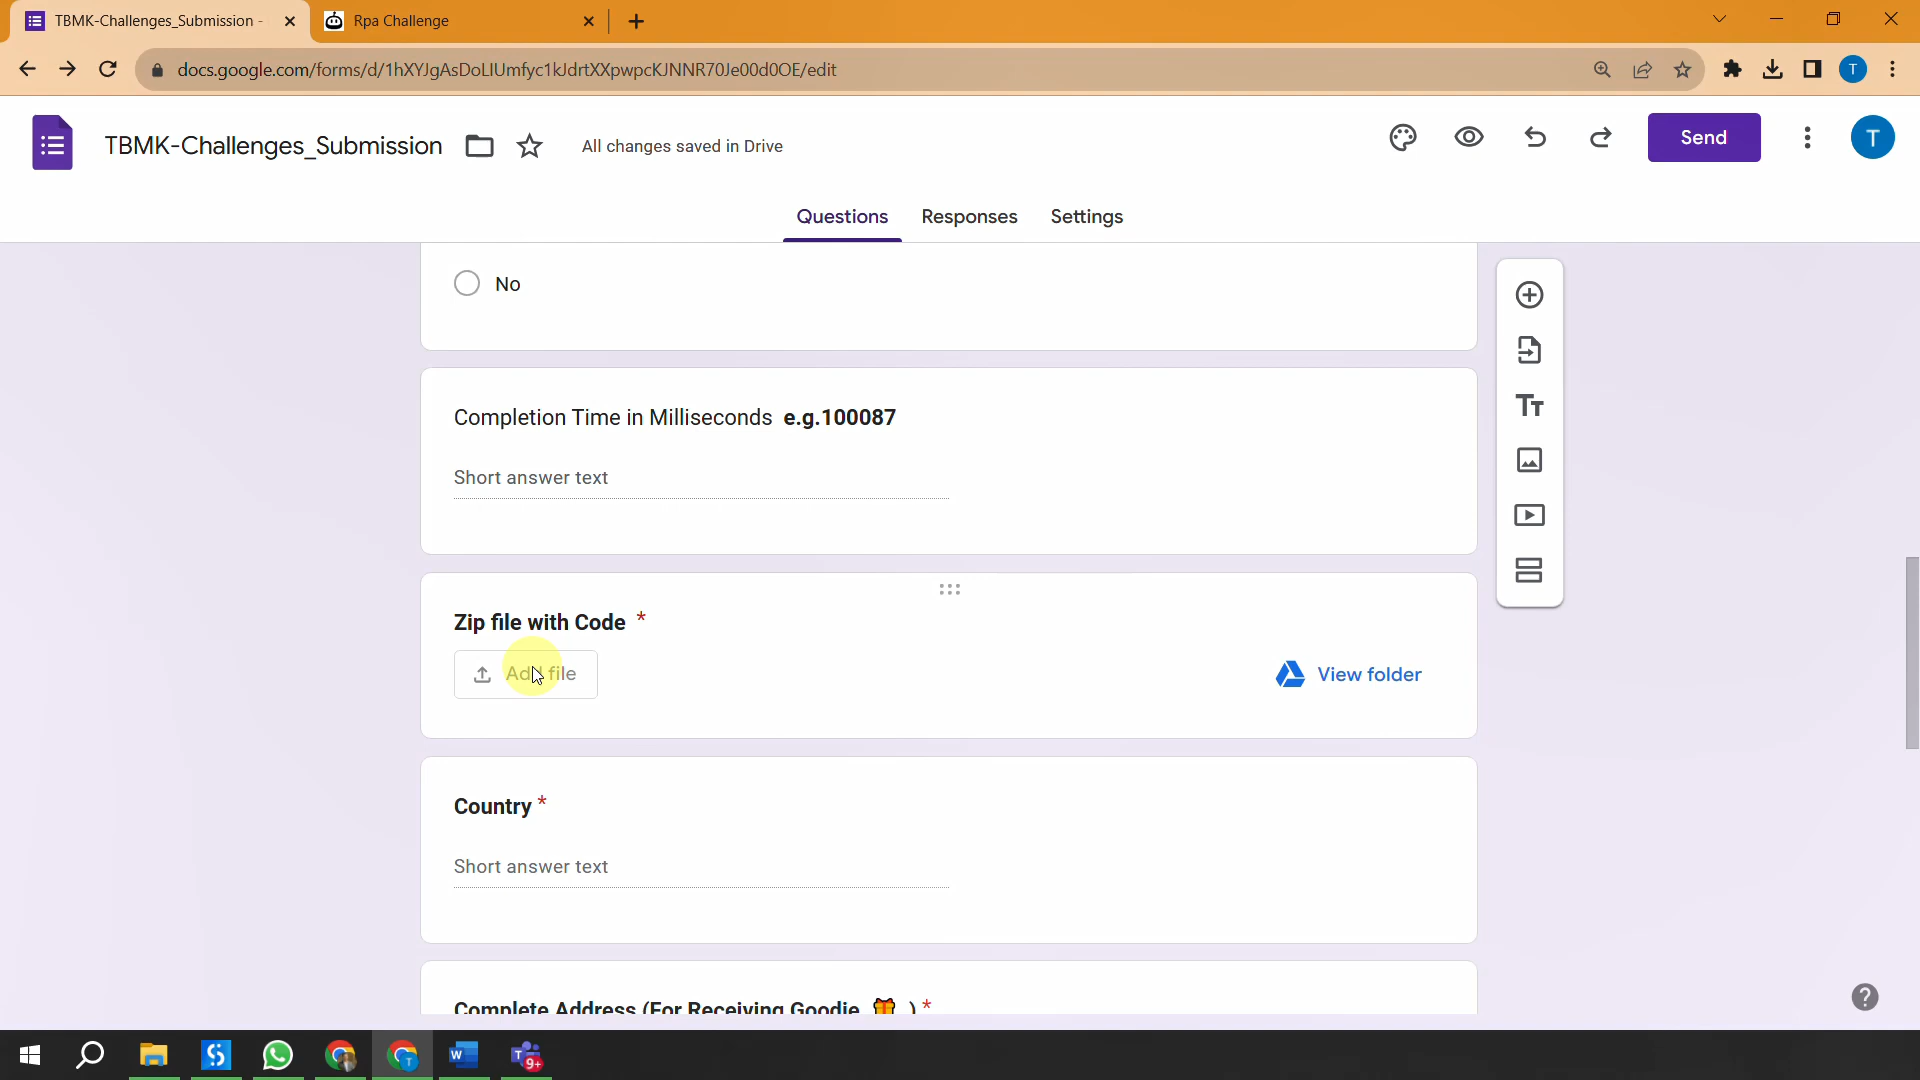 TBMK-Challenges_Submission -
Rpa Challenge
docs.google.com/forms/d/1hXYJgAsDoLIUmfyc1kJdrtXXpwpcKJNNR70Je00d0OE/edit
T
TBMK-Challenges_Submission
All changes saved in Drive
Send
T
Questions
Responses
Settings
No
Completion Time in Milliseconds e.g.100087
Short answer text
Zip file with Code *
Add file
View folder
Country *
Short answer text
Complete Address (For Receiving Goodie 🎁 ) *
T
W
T
9+